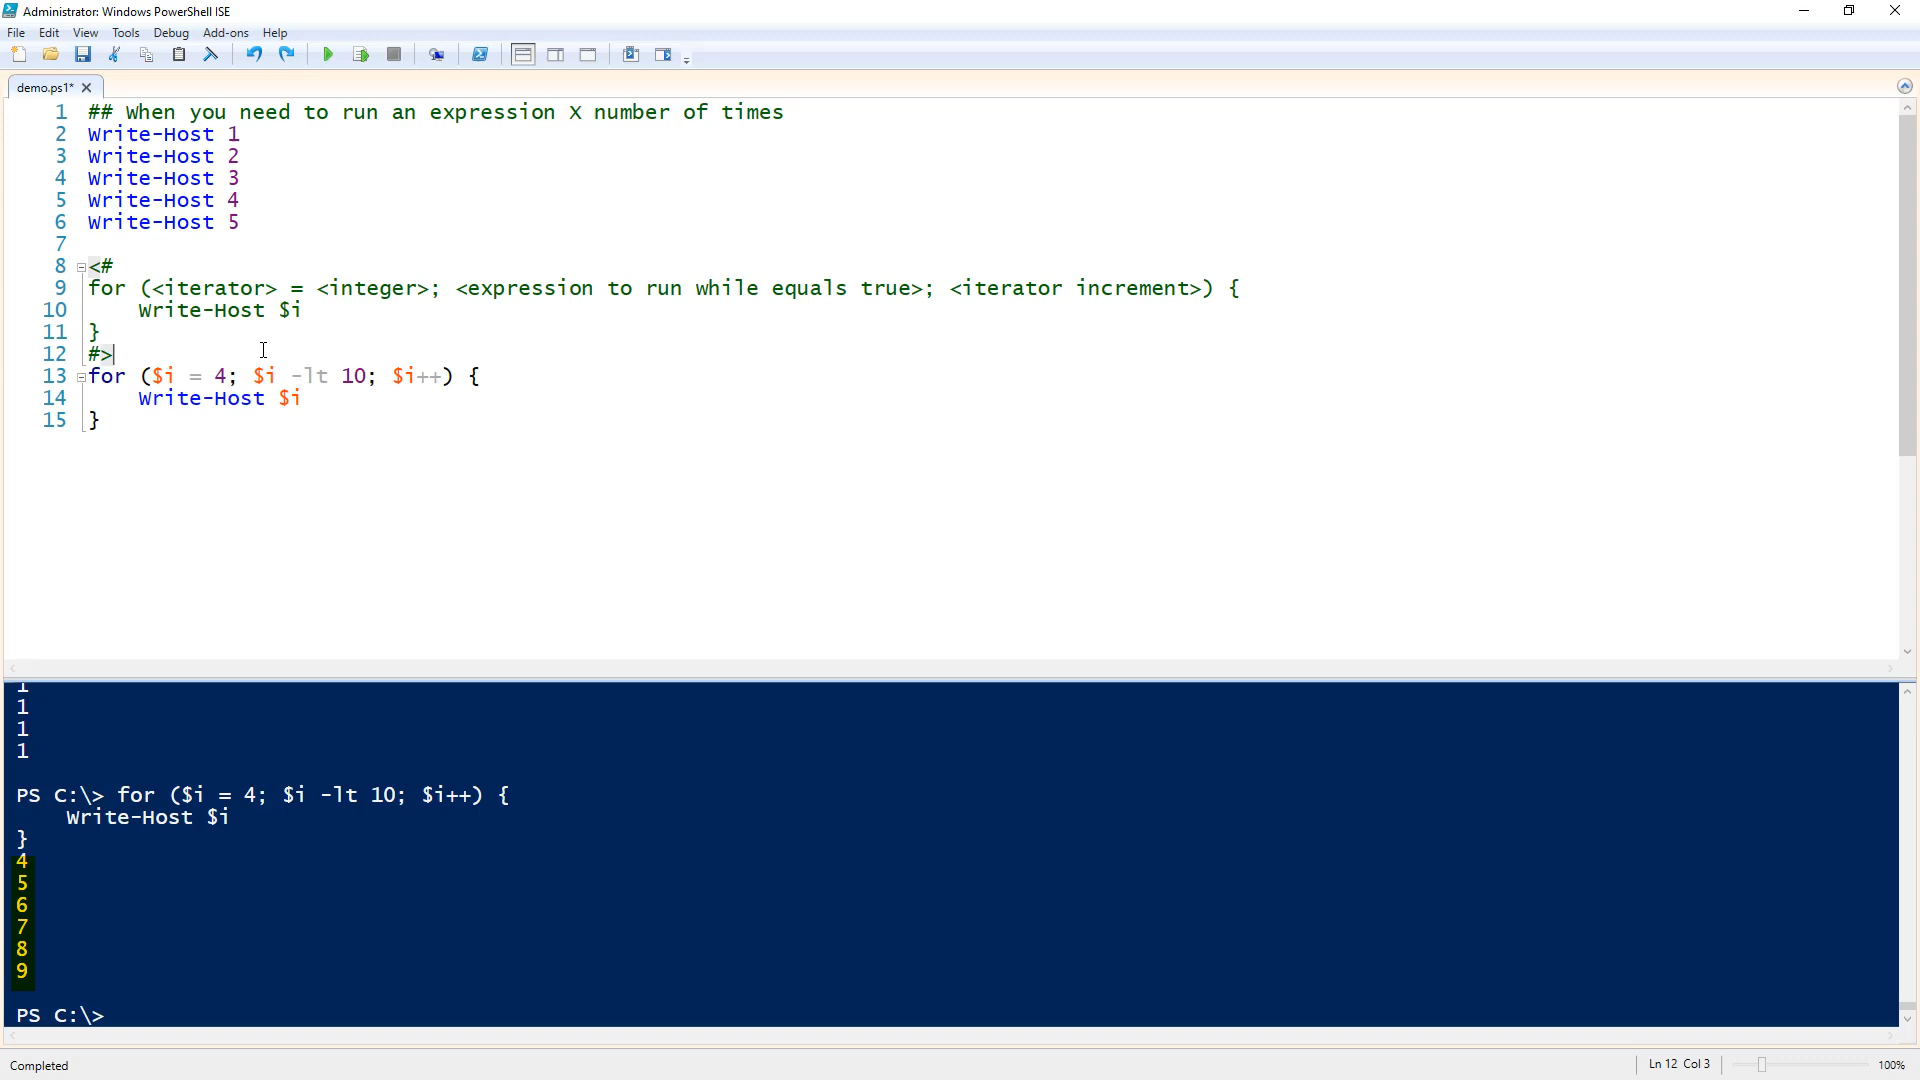 Administrator: Windows PowerShell ISE
File Edit View Tools Debug Add-ons Help
demo.ps1*
1 ## When you need to run an expression X number of times
2 Write-Host 1
3 Write-Host 2
4 Write-Host 3
5 Write-Host 4
6 Write-Host 5
7
8 <#
9 for (<iterator> = <integer>; <expression to run while equals true>; <iterator increment>) {
10     Write-Host $i
11 }
12 #>
13 for ($i = 4; $i -lt 10; $i++) {
14     Write-Host $i
15 }
1
1
1
1
PS C:\> for ($i = 4; $i -lt 10; $i++) {
    Write-Host $i
}
4
5
6
7
8
9
PS C:\>
Completed Ln 12 Col 3 100%